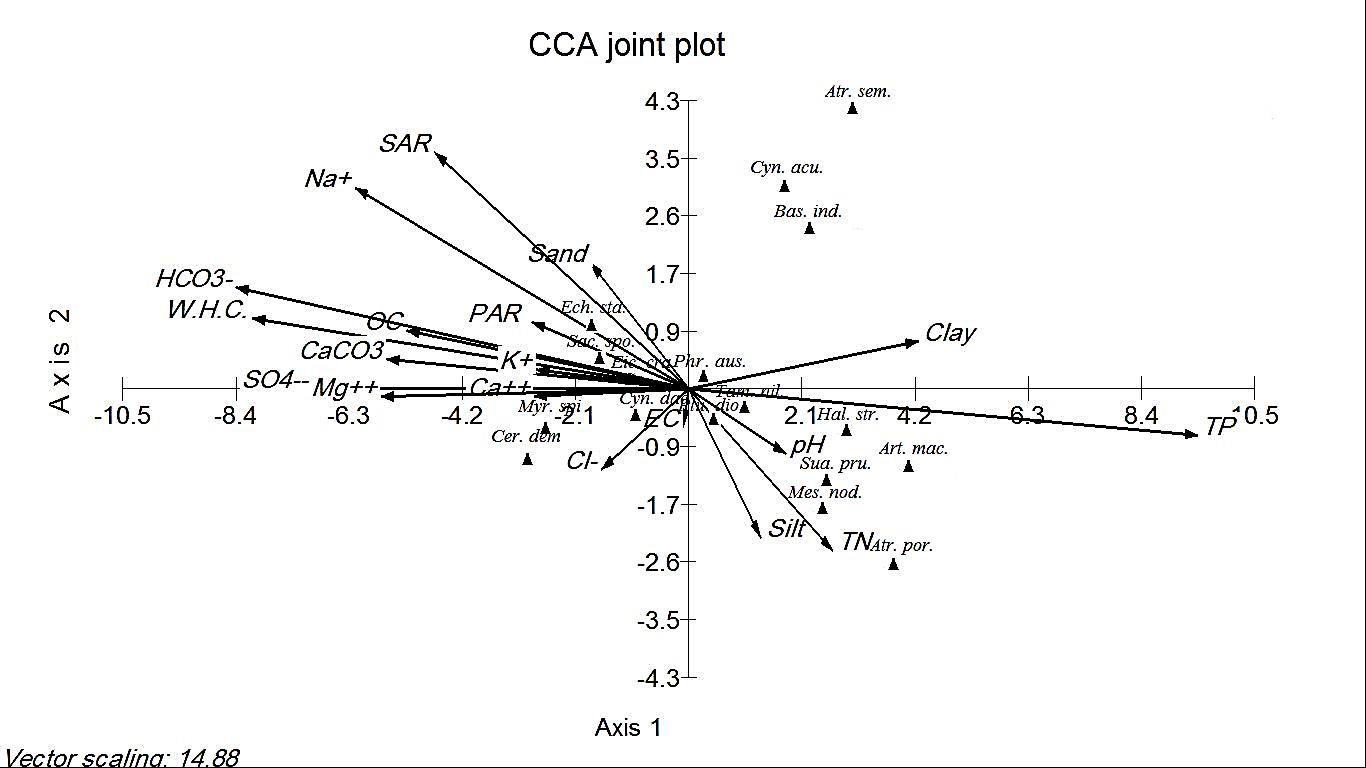 CCA joint plot
Atr. sem.
4.3
SAR
3.5
Cyn. acu.
Na+
2.6
Bas. ind.
Sand
1.7
HCO3-
W.H.C.
Ech. sta.
PAR
OC
0.9
Clay
Sac. spo.
CaCO3
K+
Phr. aus.
SO4--
Mg++
Ca++
Tam. nil.
Axis 2
-10.5 -8.4 -6.3 -4.2 -2.1 2.1 4.2 6.3 8.4 10.5
Myr. spi
EC
Hal. str.
TP
Cer. dem
-0.9
pH
Art. mac.
Cl-
Sua. pru.
Mes. nod.
-1.7
Silt
TN
Atr. por.
-2.6
-3.5
-4.3
Axis 1
Vector scaling: 14.88